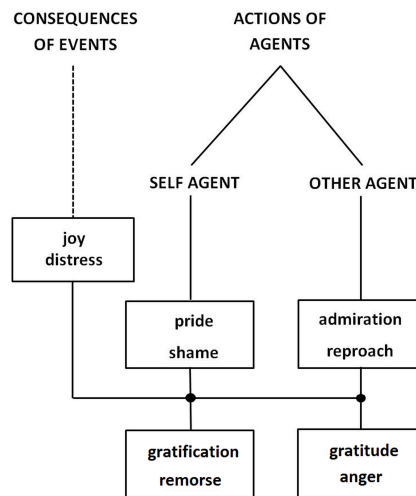 CONSEQUENCES
OF EVENTS
ACTIONS OF
AGENTS
SELF AGENT
OTHER AGENT
joy
distress
pride
shame
admiration
reproach
gratification
remorse
gratitude
anger